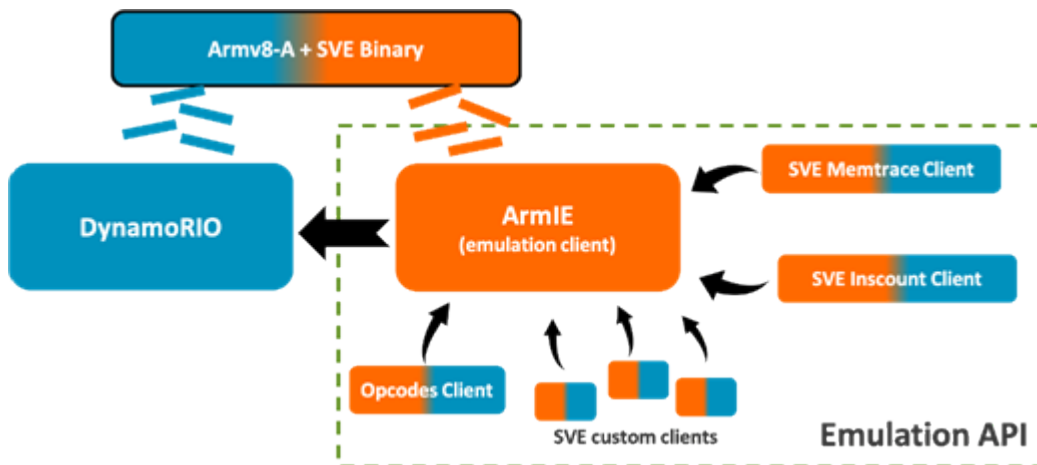 Armv8-A + SVE Binary
DynamoRIO
ArmIE
(emulation client)
SVE Memtrace Client
SVE Inscount Client
Opcodes Client
SVE custom clients
Emulation API